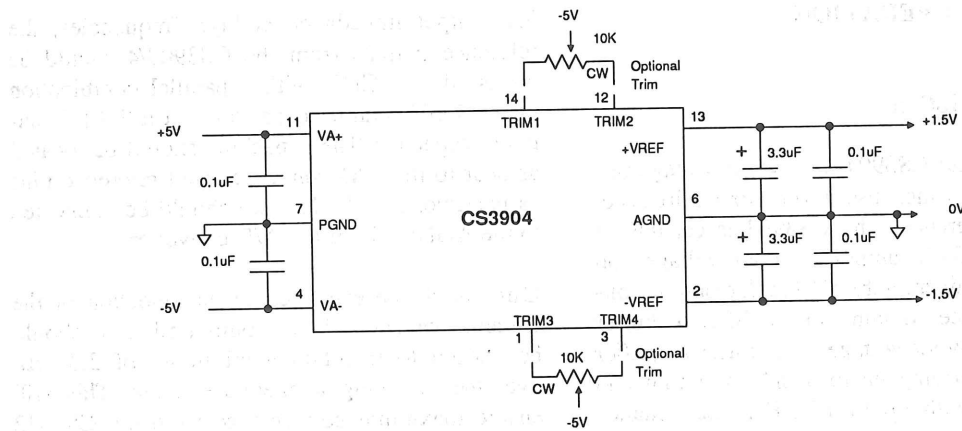 -5V
10K
CW
Optional
Trim
14
12
TRIM1
TRIM2
11
13
+5V
VA+
+VREF
+1.5V
+
3.3uF
0.1uF
0.1uF
7
PGND
CS3904
6
AGND
0V
+
3.3uF
0.1uF
0.1uF
4
-5V
VA-
2
-VREF
-1.5V
TRIM3
TRIM4
1
3
10K
CW
Optional
Trim
-5V